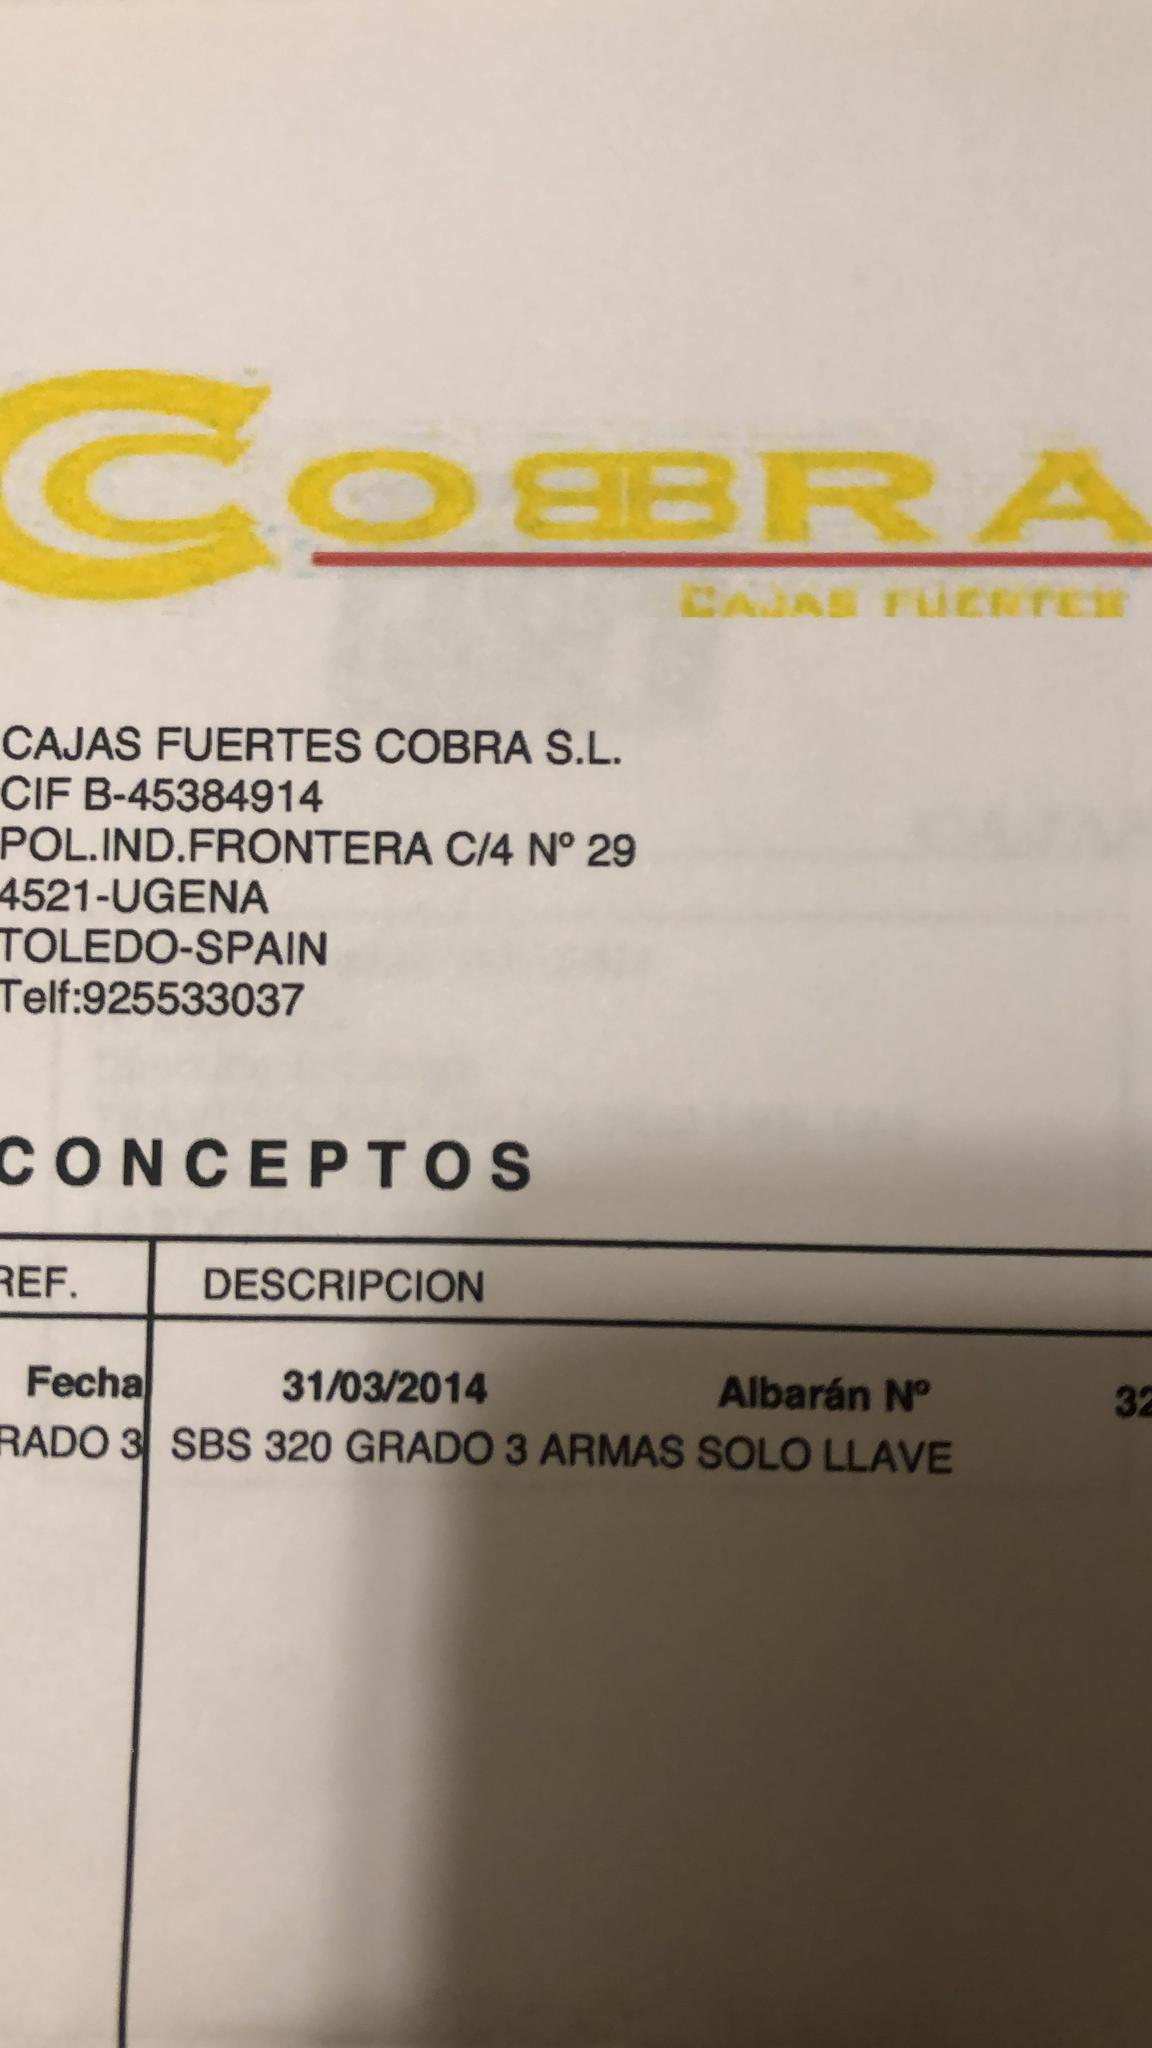 COBRA
CAJAS FUERTES
CAJAS FUERTES COBRA S.L.
CIF B-45384914
POL.IND.FRONTERA C/4 Nº 29
4521-UGENA
TOLEDO-SPAIN
Telf:925533037
CONCEPTOS
REF. DESCRIPCION
Fecha 31/03/2014 Albarán Nº 32
RADO 3 SBS 320 GRADO 3 ARMAS SOLO LLAVE